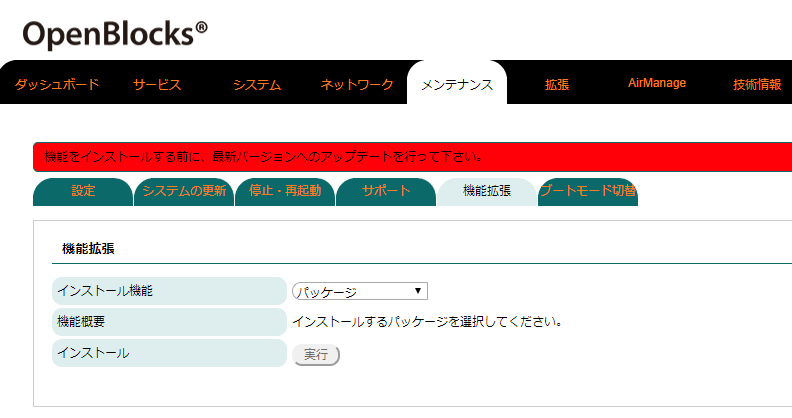 OpenBlocks®
ダッシュボード サービス システム ネットワーク メンテナンス 拡張 AirManage 技術情報
機能をインストールする前に、最新バージョンへのアップデートを行って下さい。
設定 システムの更新 停止・再起動 サポート 機能拡張 ブートモード切替
機能拡張
インストール機能 パッケージ
機能概要 インストールするパッケージを選択してください。
インストール 実行